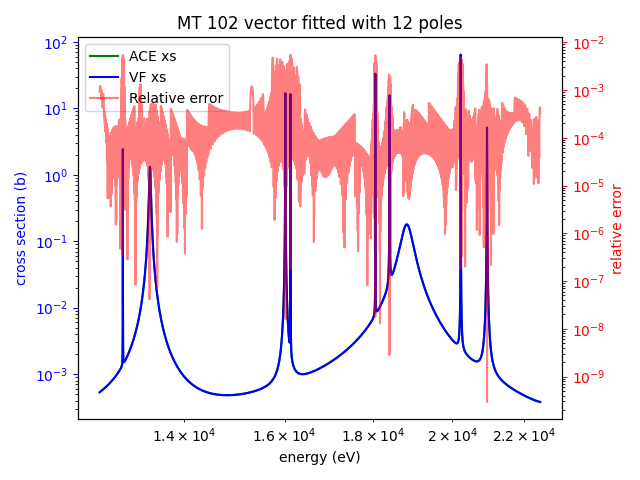 MT 102 vector fitted with 12 poles
ACE xs
VF xs
Relative error
10²
10¹
10⁰
10⁻¹
10⁻²
10⁻³
cross section (b)
10⁻²
10⁻³
10⁻⁴
10⁻⁵
10⁻⁶
10⁻⁷
10⁻⁸
10⁻⁹
relative error
1.4 × 10⁴ 1.6 × 10⁴ 1.8 × 10⁴ 2 × 10⁴ 2.2 × 10⁴
energy (eV)